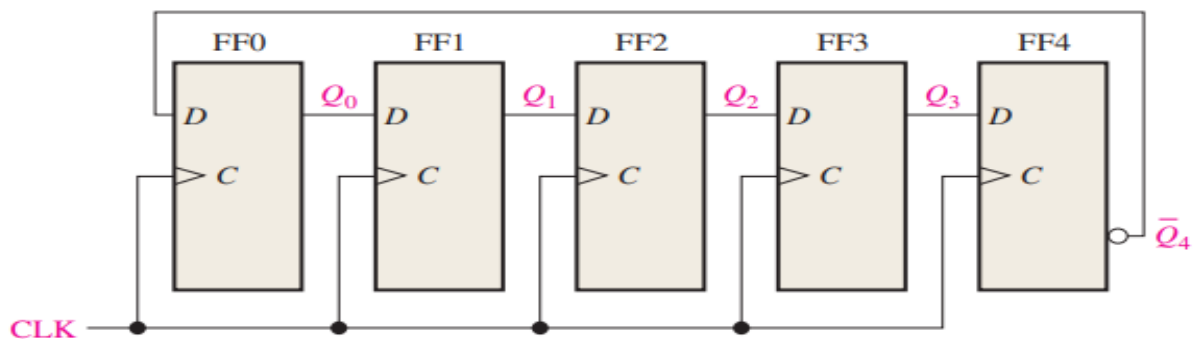 FF0 FF1 FF2 FF3 FF4
Q₀ Q₁ Q₂ Q₃
D D D D D
C C C C C
Q̅₄
CLK